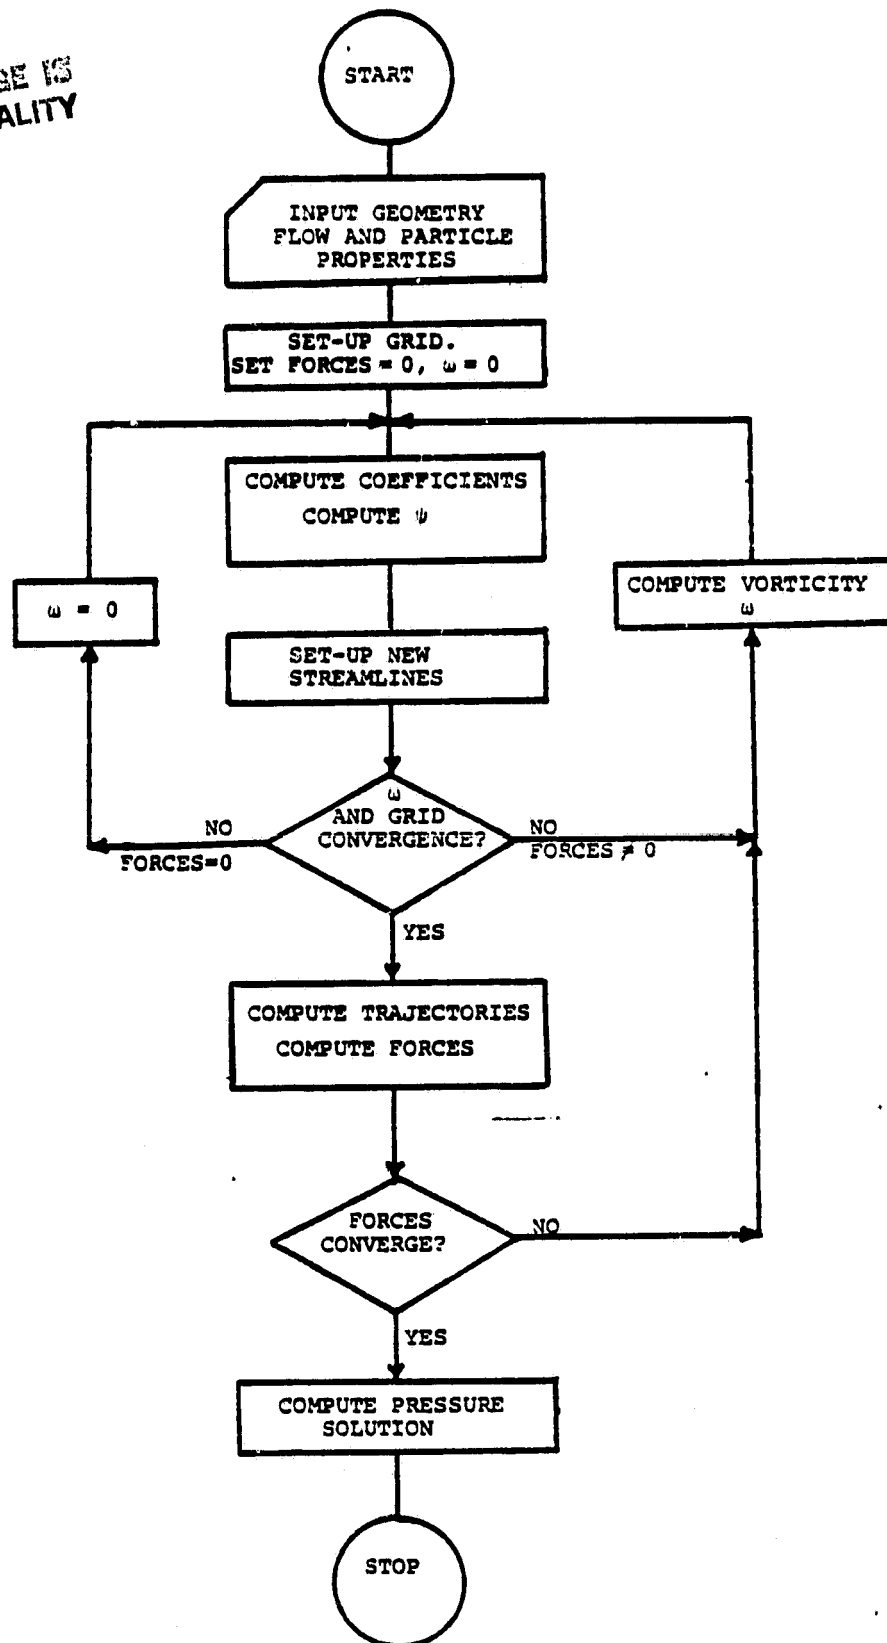 IS
ALITY
START
INPUT GEOMETRY
FLOW AND PARTICLE
PROPERTIES
SET-UP GRID.
SET FORCES = 0, ω = 0
COMPUTE COEFFICIENTS
COMPUTE ψ
ω = 0
COMPUTE VORTICITY
ω
SET-UP NEW
STREAMLINES
ω
AND GRID
CONVERGENCE?
NO
FORCES=0
NO
FORCES ≠ 0
YES
COMPUTE TRAJECTORIES
COMPUTE FORCES
FORCES
CONVERGE?
NO
YES
COMPUTE PRESSURE
SOLUTION
STOP